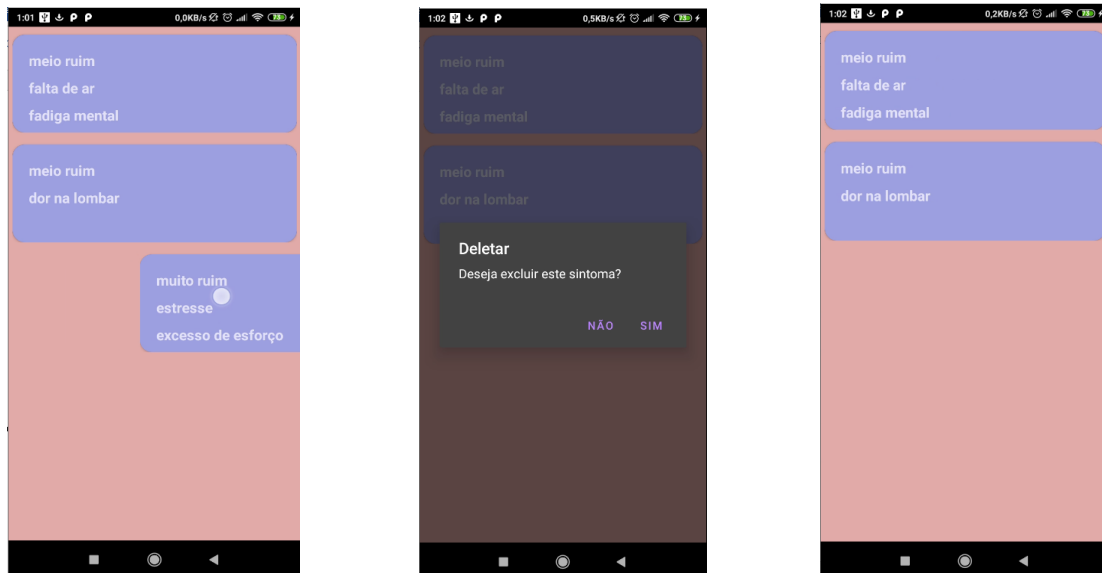 1:01 0,0KB/s 73
meio ruim
falta de ar
fadiga mental
meio ruim
dor na lombar
muito ruim
estresse
excesso de esforço
1:02 0,5KB/s 73
meio ruim
falta de ar
fadiga mental
meio ruim
dor na lombar
Deletar
Deseja excluir este sintoma?
NÃO SIM
1:02 0,2KB/s 73
meio ruim
falta de ar
fadiga mental
meio ruim
dor na lombar